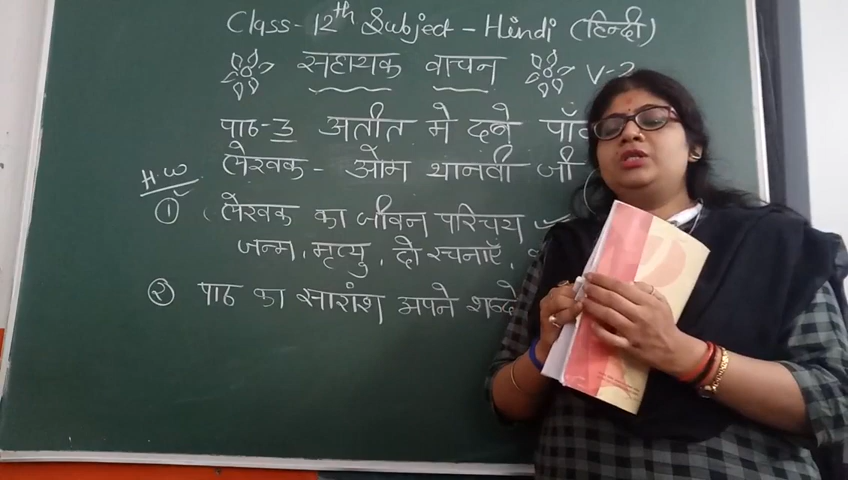 Class - 12th Subject - Hindi (हिन्दी)
सहायक वाचन V-2
पाठ-3 अतीत मे दबे पाँव
लेखक - ओम थानवी जी
H.W
① लेखक का जीवन परिचय
जन्म, मृत्यु, दो रचनाएँ,
② पाठ का सारांश अपने शब्दो